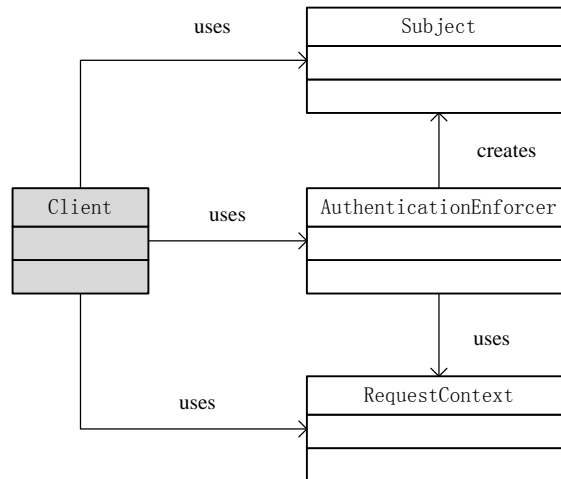 uses
Subject
creates
Client
uses
AuthenticationEnforcer
uses
uses
RequestContext